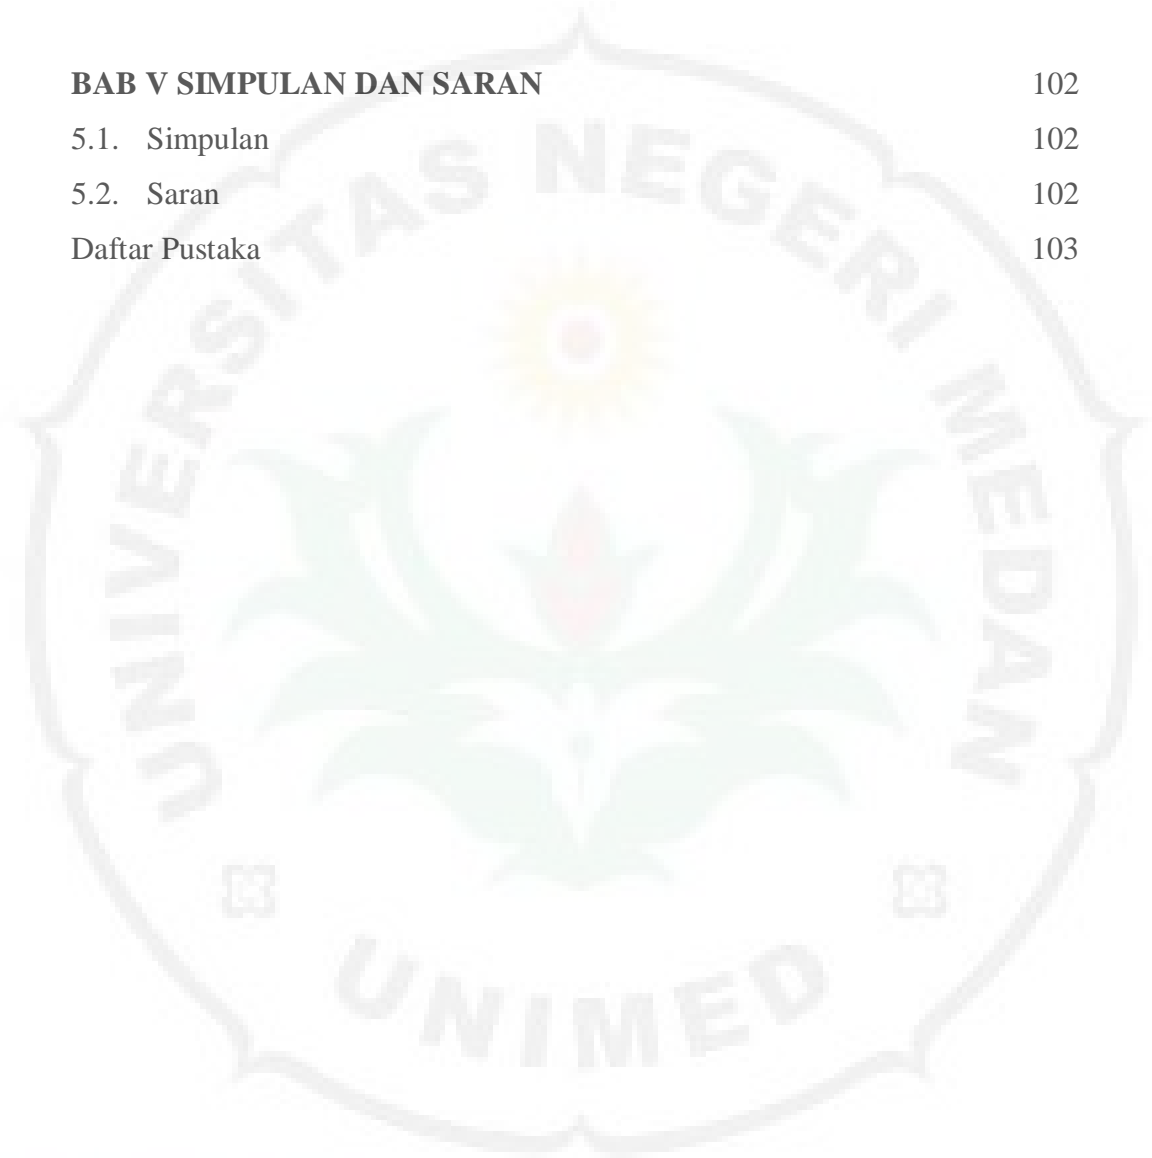 BAB V SIMPULAN DAN SARAN 102
5.1. Simpulan 102
5.2. Saran 102
Daftar Pustaka 103
UNIVERSITAS NEGERI MEDAN
UNIMED